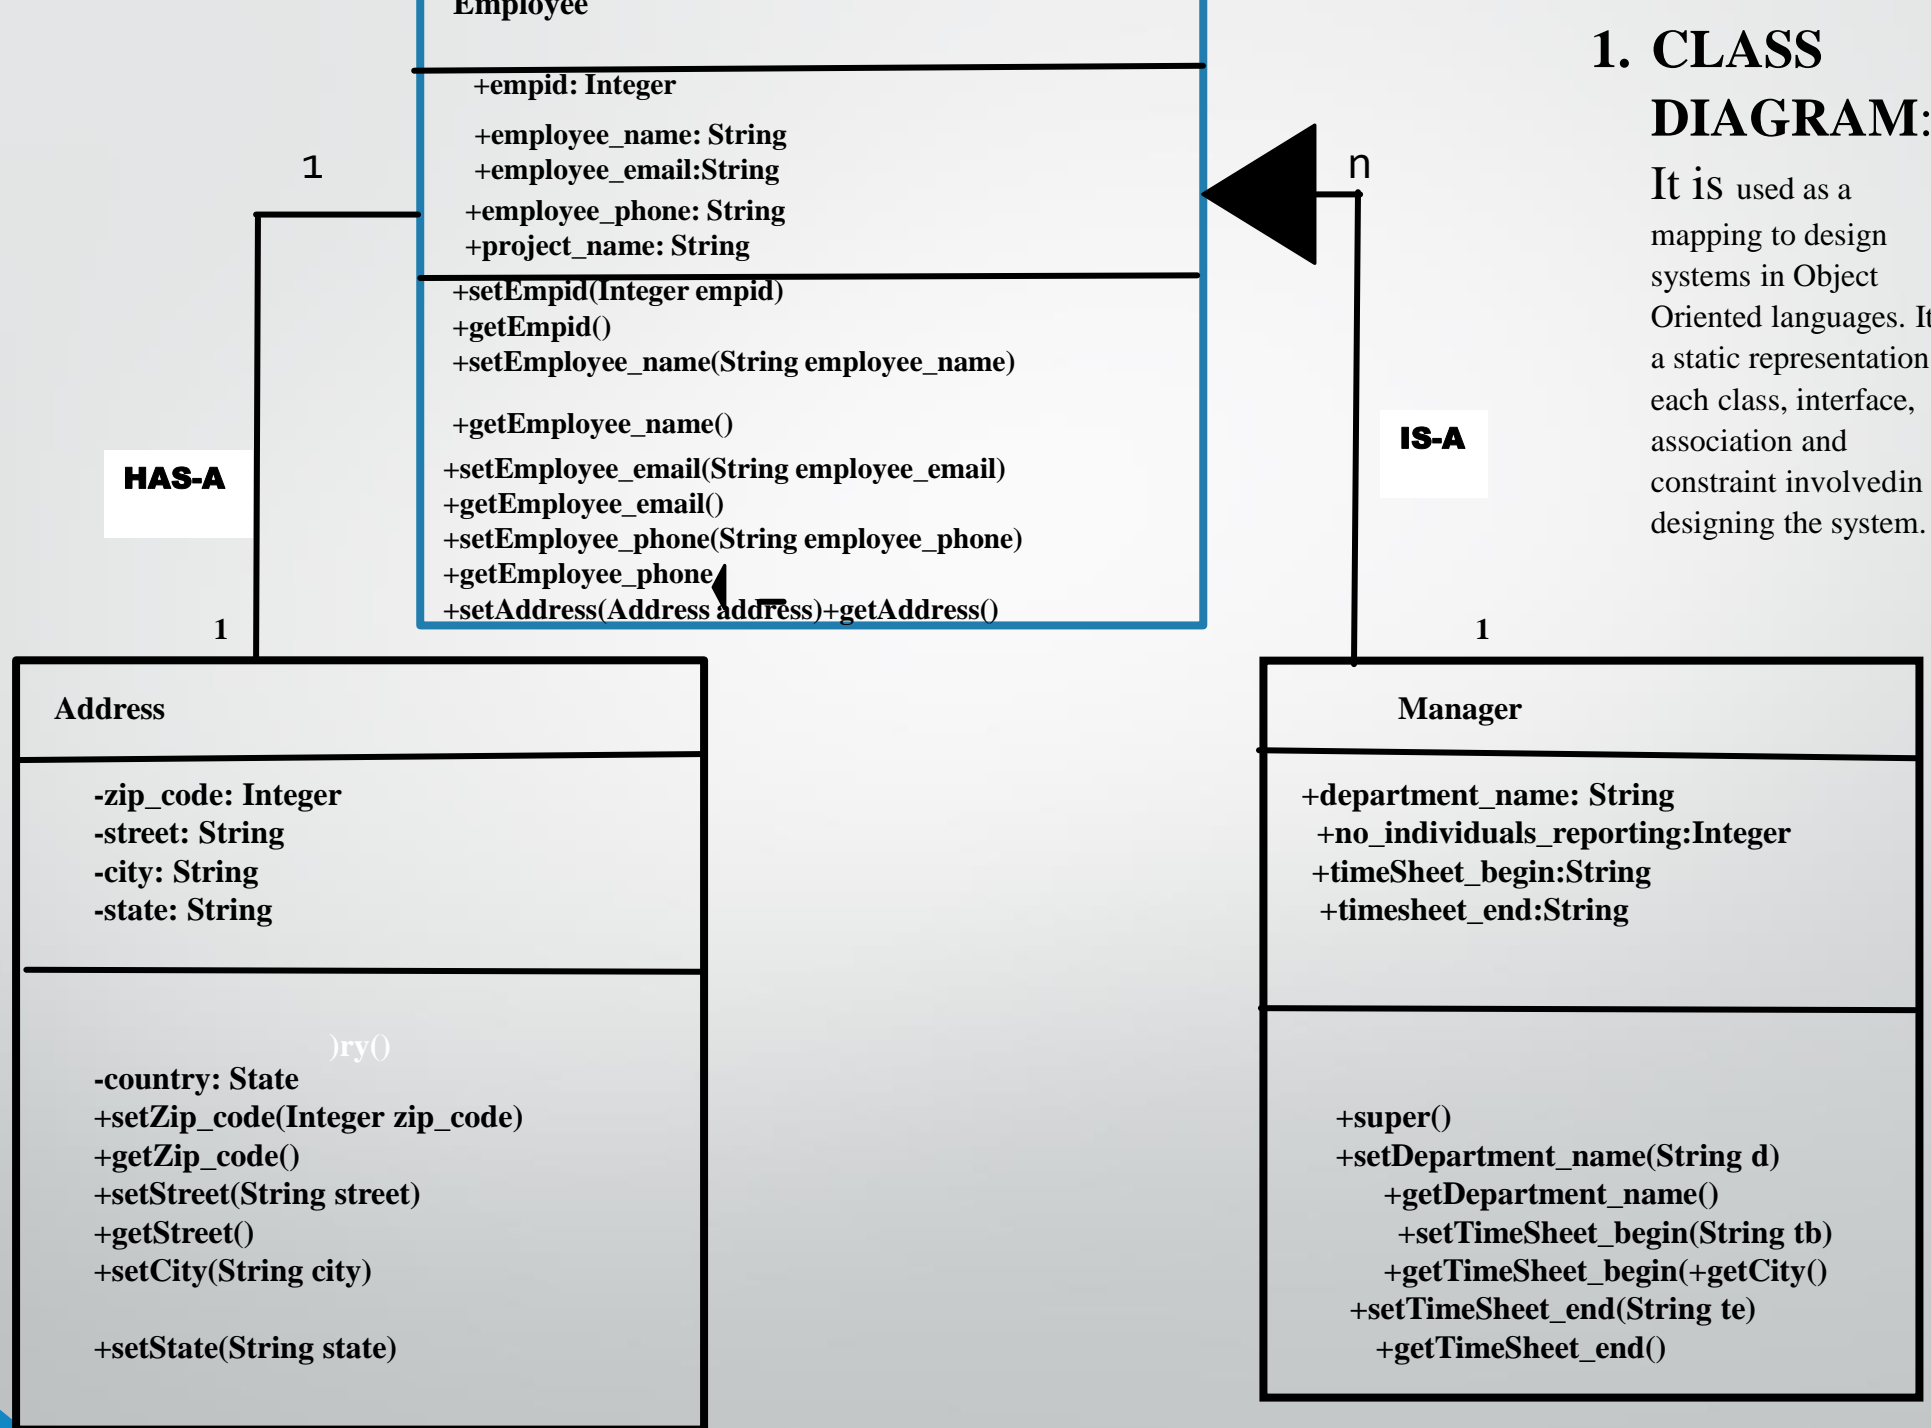 Employee
+empid: Integer
+employee_name: String
+employee_email:String
+employee_phone: String
+project_name: String
+setEmpid(Integer empid)
+getEmpid()
+setEmployee_name(String employee_name)
+getEmployee_name()
+setEmployee_email(String employee_email)
+getEmployee_email()
+setEmployee_phone(String employee_phone)
+getEmployee_phone
+setAddress(Address address)+getAddress()
1
HAS-A
1
n
IS-A
1
1. CLASS
DIAGRAM:
It is used as a
mapping to design
systems in Object
Oriented languages. It
a static representation
each class, interface,
association and
constraint involvedin
designing the system.
Address
-zip_code: Integer
-street: String
-city: String
-state: String
)ry()
-country: State
+setZip_code(Integer zip_code)
+getZip_code()
+setStreet(String street)
+getStreet()
+setCity(String city)
+setState(String state)
Manager
+department_name: String
+no_individuals_reporting:Integer
+timeSheet_begin:String
+timesheet_end:String
+super()
+setDepartment_name(String d)
+getDepartment_name()
+setTimeSheet_begin(String tb)
+getTimeSheet_begin(+getCity()
+setTimeSheet_end(String te)
+getTimeSheet_end()